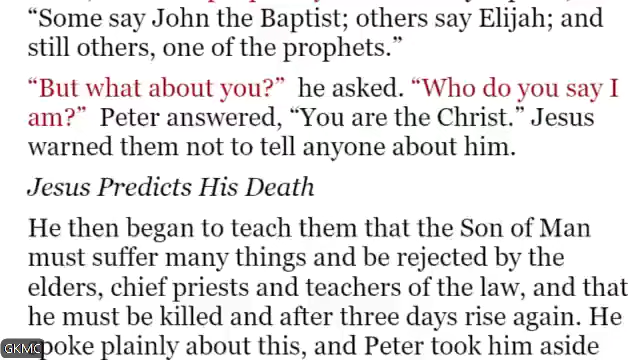 “Some say John the Baptist; others say Elijah; and
still others, one of the prophets.”
“But what about you?” he asked. “Who do you say I
am?” Peter answered, “You are the Christ.” Jesus
warned them not to tell anyone about him.
Jesus Predicts His Death
He then began to teach them that the Son of Man
must suffer many things and be rejected by the
elders, chief priests and teachers of the law, and that
he must be killed and after three days rise again. He
spoke plainly about this, and Peter took him aside
GKMC